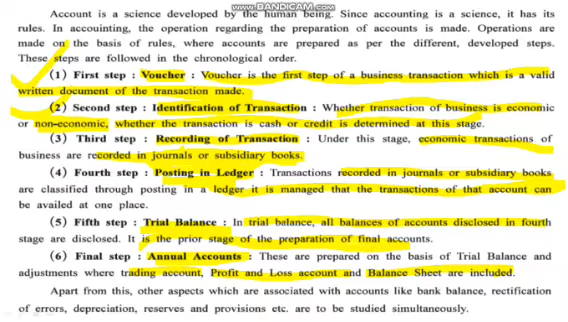 WWW.BANDICAM.COM
Account is a science developed by the human being. Since accounting is a science, it has its
rules. In accounting, the operation regarding the preparation of accounts is made. Operations are
made on the basis of rules, where accounts are prepared as per the different, developed steps.
These steps are followed in the chronological order.
(1) First step : Voucher : Voucher is the first step of a business transaction which is a valid
written document of the transaction made.
(2) Second step : Identification of Transaction : Whether transaction of business is economic
or non-economic, whether the transaction is cash or credit is determined at this stage.
(3) Third step : Recording of Transaction : Under this stage, economic transactions of
business are recorded in journals or subsidiary books.
(4) Fourth step : Posting in Ledger : Transactions recorded in journals or subsidiary books
are classified through posting in a ledger it is managed that the transactions of that account can
be availed at one place.
(5) Fifth step : Trial Balance : In trial balance, all balances of accounts disclosed in fourth
stage are disclosed. It is the prior stage of the preparation of final accounts.
(6) Final step : Annual Accounts : These are prepared on the basis of Trial Balance and
adjustments where trading account, Profit and Loss account and Balance Sheet are included.
Apart from this, other aspects which are associated with accounts like bank balance, rectification
of errors, depreciation, reserves and provisions etc. are to be studied simultaneously.